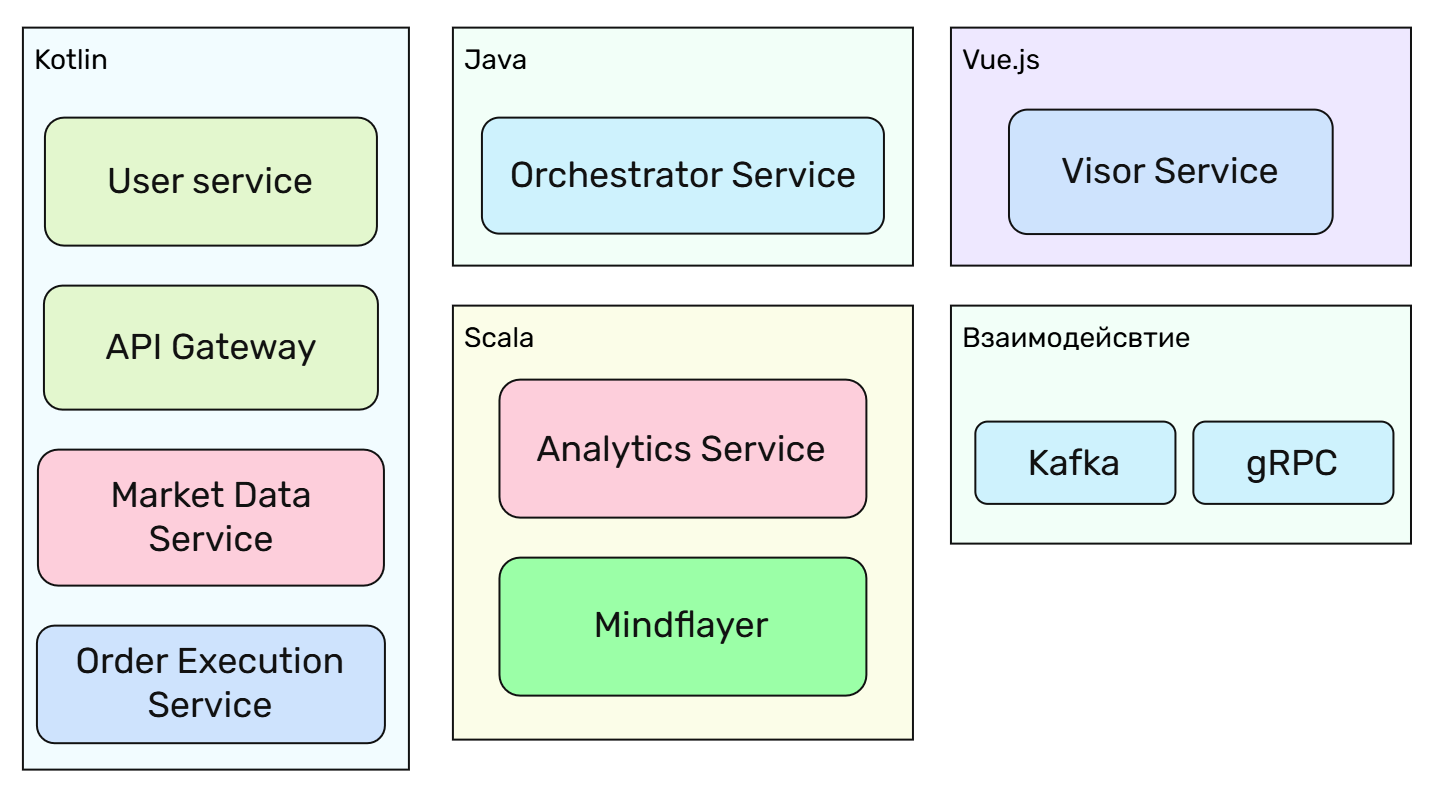 Kotlin
User service
API Gateway
Market Data
Service
Order Execution
Service
Java
Orchestrator Service
Scala
Analytics Service
Mindflayer
Vue.js
Visor Service
Взаимодейсвтие
Kafka
gRPC